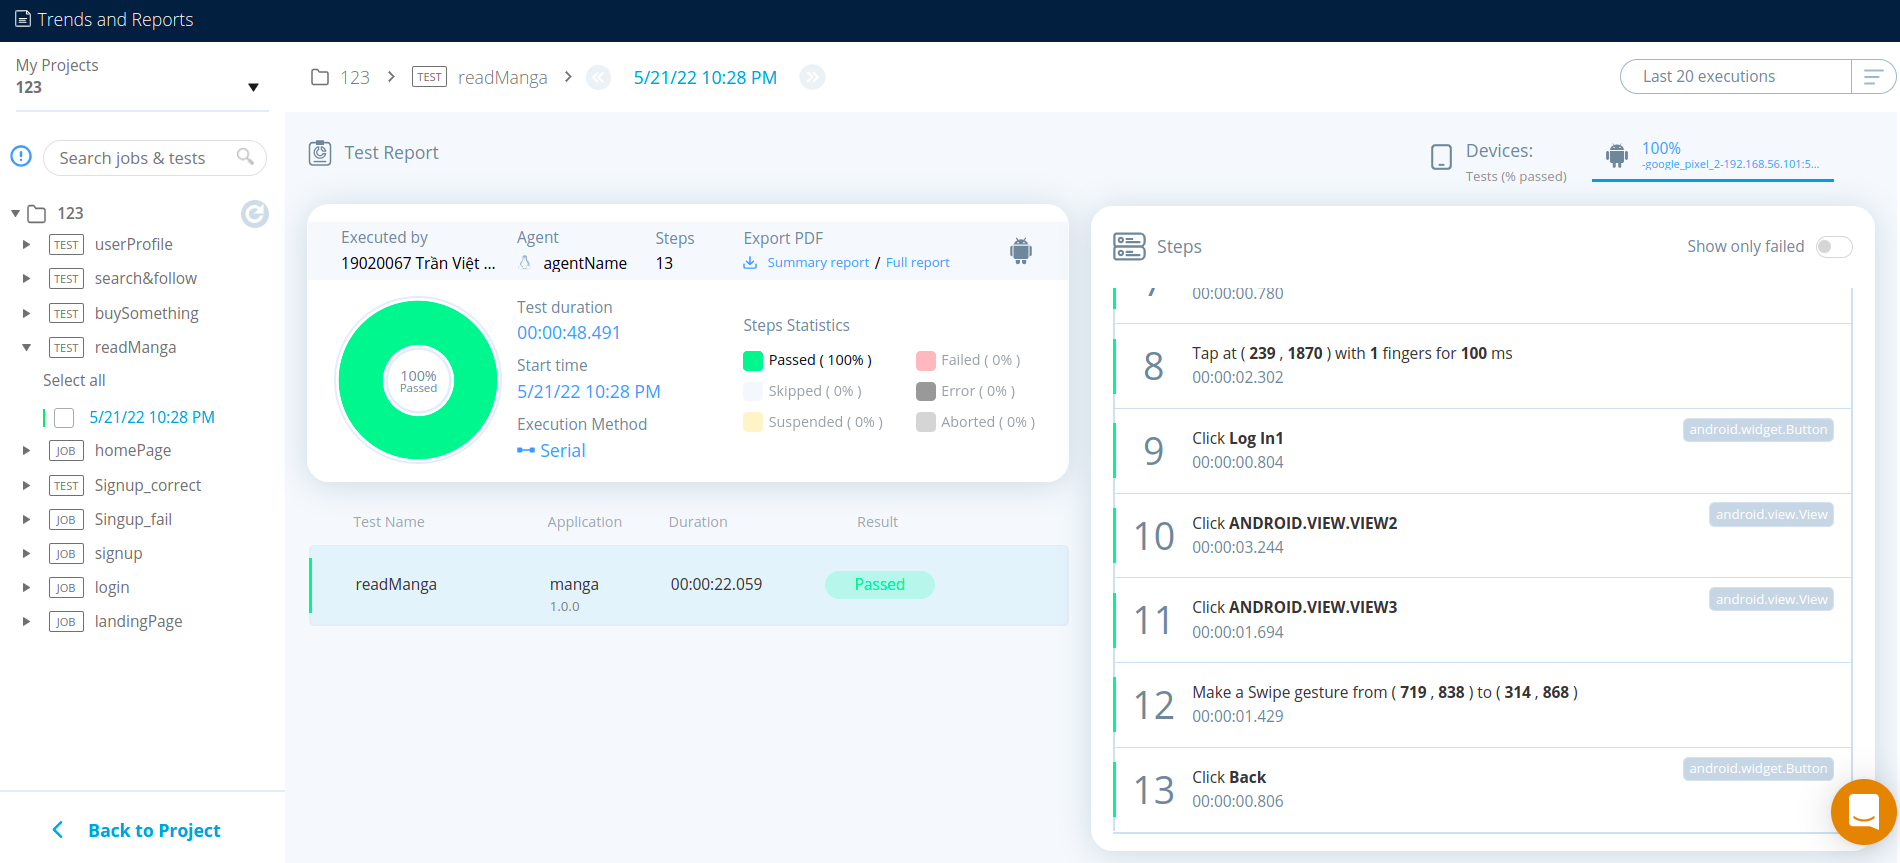 Trends and Reports
My Projects
123
Search jobs & tests
123
TEST userProfile
TEST search&follow
TEST buySomething
TEST readManga
Select all
5/21/22 10:28 PM
JOB homePage
TEST Signup_correct
JOB Singup_fail
JOB signup
JOB login
JOB landingPage
Back to Project
123 TEST readManga 5/21/22 10:28 PM
Last 20 executions
Test Report
Devices:
Tests (% passed)
100%
-google_pixel_2-192.168.56.101:5...
Executed by
19020067 Trần Việt ...
Agent
agentName
Steps
13
Export PDF
Summary report / Full report
100%
Passed
Test duration
00:00:48.491
Start time
5/21/22 10:28 PM
Execution Method
Serial
Steps Statistics
Passed ( 100% ) Failed ( 0% )
Skipped ( 0% ) Error ( 0% )
Suspended ( 0% ) Aborted ( 0% )
Test Name Application Duration Result
readManga manga 00:00:22.059 Passed
1.0.0
Steps
Show only failed
00:00:00.780
8 Tap at ( 239 , 1870 ) with 1 fingers for 100 ms
00:00:02.302
9 Click Log In1 android.widget.Button
00:00:00.804
10 Click ANDROID.VIEW.VIEW2 android.view.View
00:00:03.244
11 Click ANDROID.VIEW.VIEW3 android.view.View
00:00:01.694
12 Make a Swipe gesture from ( 719 , 838 ) to ( 314 , 868 )
00:00:01.429
13 Click Back android.widget.Button
00:00:00.806